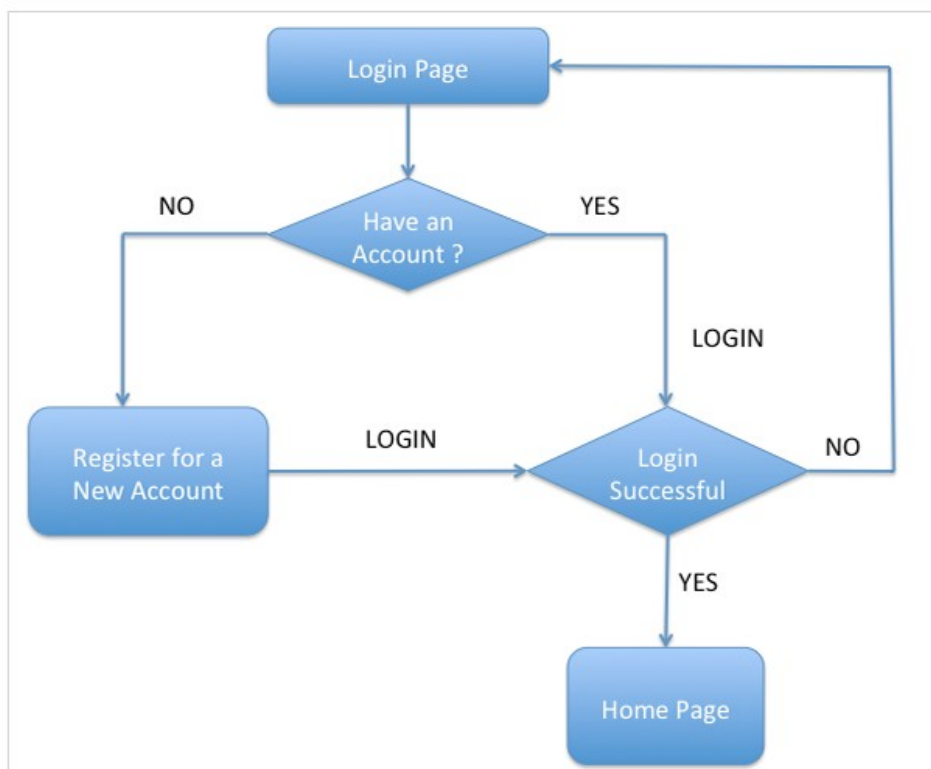 Login Page
NO
YES
Have an
Account ?
LOGIN
Register for a
New Account
LOGIN
Login
Successful
NO
YES
Home Page